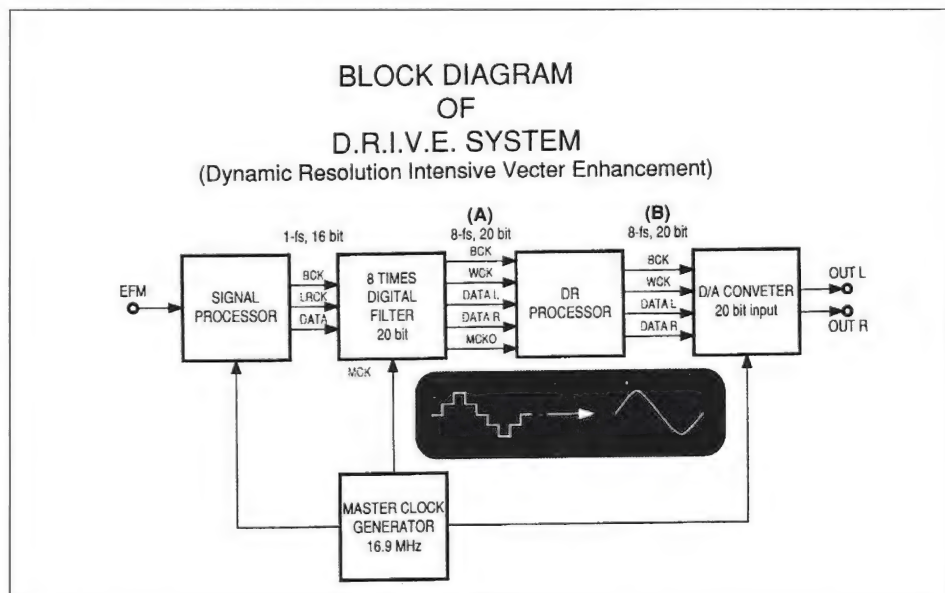 BLOCK DIAGRAM
OF
D.R.I.V.E. SYSTEM
(Dynamic Resolution Intensive Vecter Enhancement)
(A)
(B)
1-fs, 16 bit
8-fs, 20 bit
8-fs, 20 bit
EFM
SIGNAL
PROCESSOR
BCK
LRCK
DATA
8 TIMES
DIGITAL
FILTER
20 bit
BCK
WCK
DATA L
DATA R
MCKO
DR
PROCESSOR
BCK
WCK
DATA L
DATA R
D/A CONVETER
20 bit input
OUT L
OUT R
MCK
MASTER CLOCK
GENERATOR
16.9 MHz